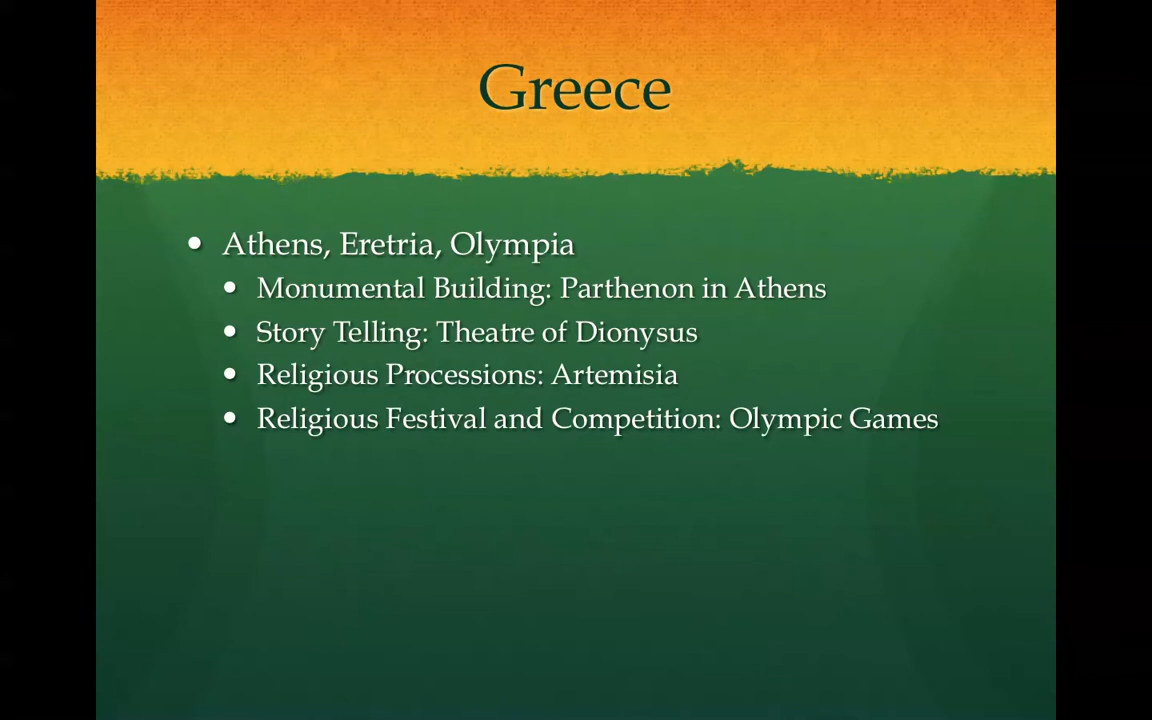 Greece
• Athens, Eretria, Olympia
• Monumental Building: Parthenon in Athens
• Story Telling: Theatre of Dionysus
• Religious Processions: Artemisia
• Religious Festival and Competition: Olympic Games